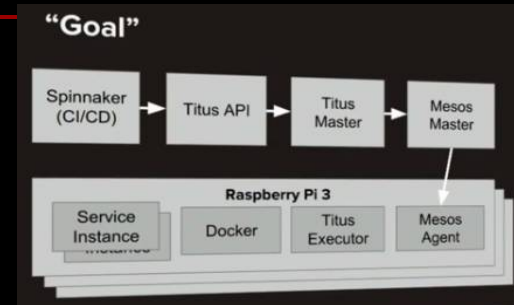 “Goal”
Spinnaker
(CI/CD)
Titus API
Titus
Master
Mesos
Master
Raspberry Pi 3
Service
Instance
Instance
Docker
Titus
Executor
Mesos
Agent